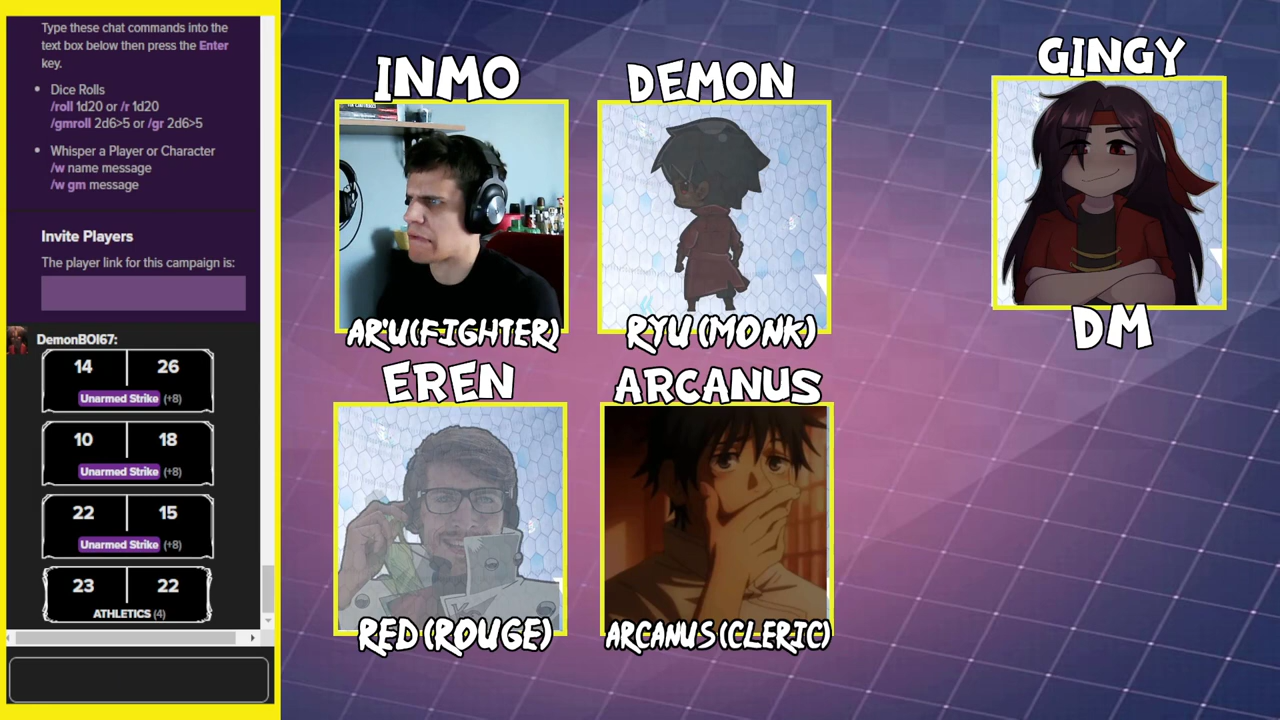 Type these chat commands into the
text box below then press the Enter
key.
Dice Rolls
/roll 1d20 or /r 1d20
/gmroll 2d6>5 or /gr 2d6>5
Whisper a Player or Character
/w name message
/w gm message
Invite Players
The player link for this campaign is:
DemonBOI67:
14 26
Unarmed Strike (+8)
10 18
Unarmed Strike (+8)
22 15
Unarmed Strike (+8)
23 22
ATHLETICS (4)
INMO
AR'U(FIGHTER)
DEMON
RYU (MONK)
GINGY
DM
EREN
RED (ROUGE)
ARCANUS
ARCANUS (CLERIC)